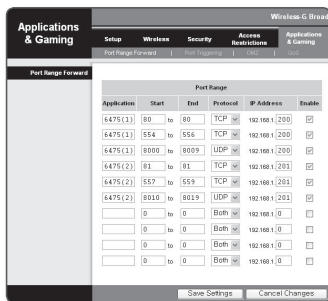 Wireless-G Broad
Applications & Gaming
Setup Wireless Security Access Restrictions Applications & Gaming
Port Range Forward | Port Triggering | DMZ | QoS
Port Range Forward
Port Range
Application Start End Protocol IP Address Enable
6475(1) 80 to 80 TCP 192.168.1.200
6475(1) 554 to 556 TCP 192.168.1.200
6475(1) 8000 to 8009 UDP 192.168.1.200
6475(2) 81 to 81 TCP 192.168.1.201
6475(2) 557 to 559 TCP 192.168.1.201
6475(2) 8010 to 8019 UDP 192.168.1.201
0 to 0 Both 192.168.1.0
0 to 0 Both 192.168.1.0
0 to 0 Both 192.168.1.0
0 to 0 Both 192.168.1.0
Save Settings Cancel Changes